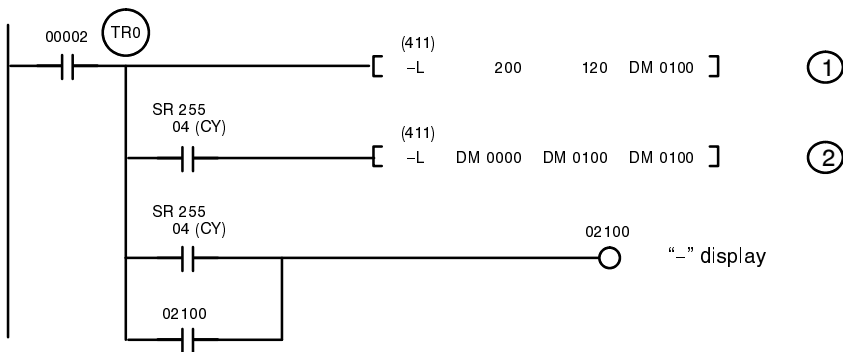 00002
TR0
(411)
–L 200 120 DM 0100
1
SR 255
04 (CY)
(411)
–L DM 0000 DM 0100 DM 0100
2
SR 255
04 (CY)
02100
“–” display
02100